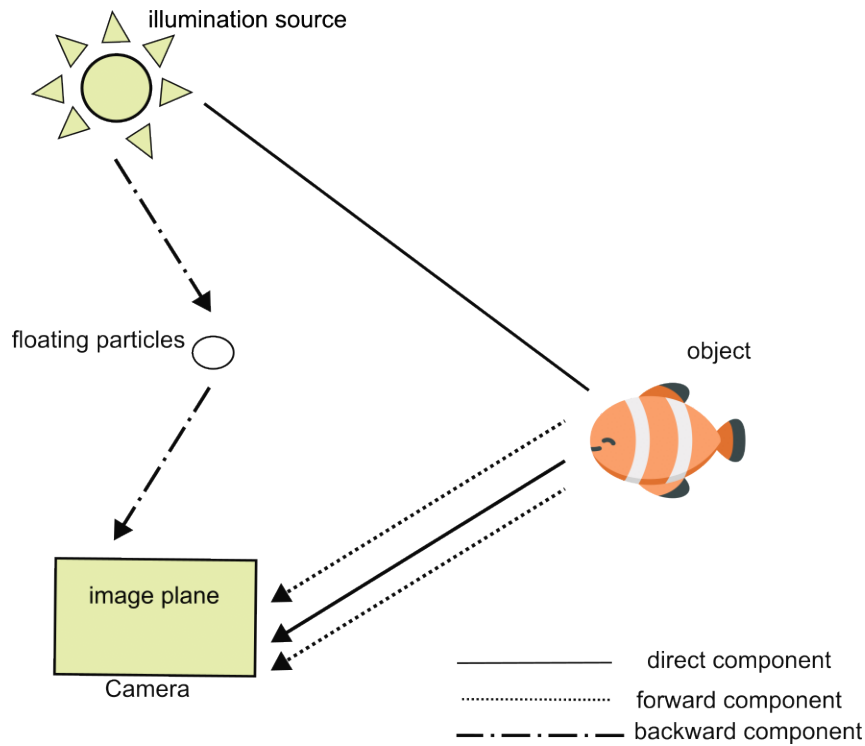 illumination source
floating particles
object
image plane
Camera
direct component
forward component
backward component